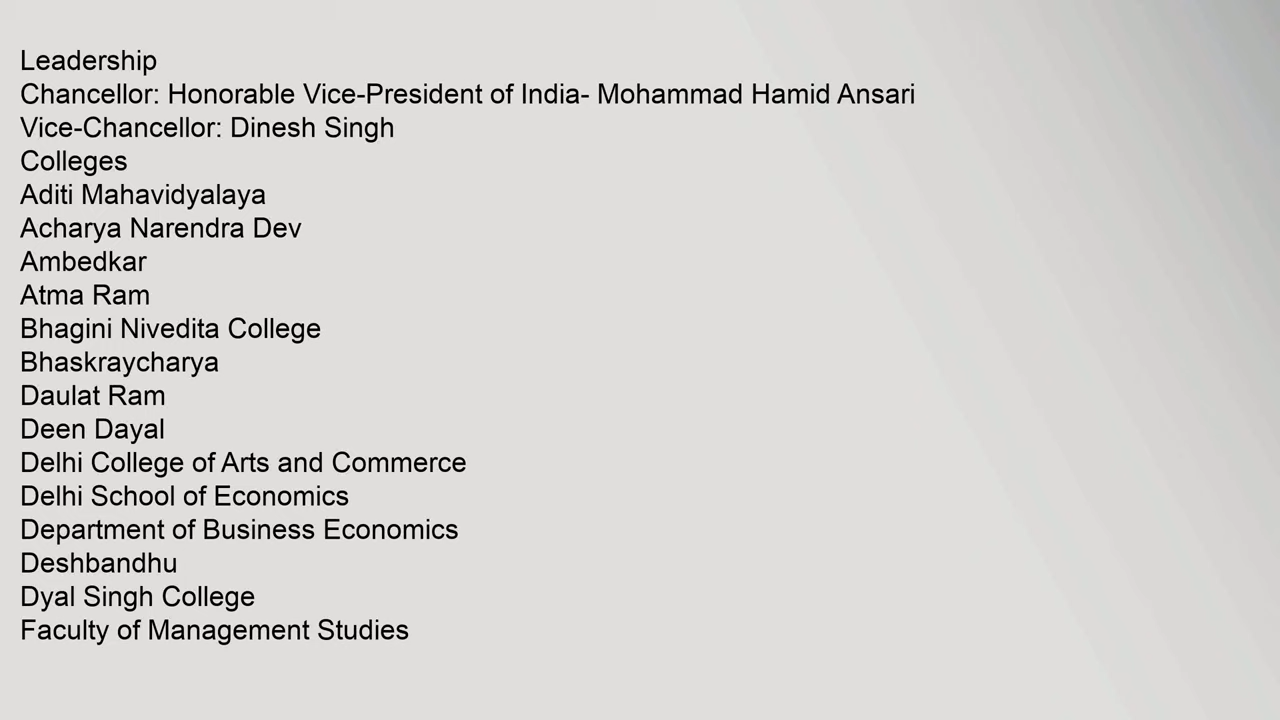 Leadership
Chancellor: Honorable Vice-President of India- Mohammad Hamid Ansari
Vice-Chancellor: Dinesh Singh
Colleges
Aditi Mahavidyalaya
Acharya Narendra Dev
Ambedkar
Atma Ram
Bhagini Nivedita College
Bhaskraycharya
Daulat Ram
Deen Dayal
Delhi College of Arts and Commerce
Delhi School of Economics
Department of Business Economics
Deshbandhu
Dyal Singh College
Faculty of Management Studies